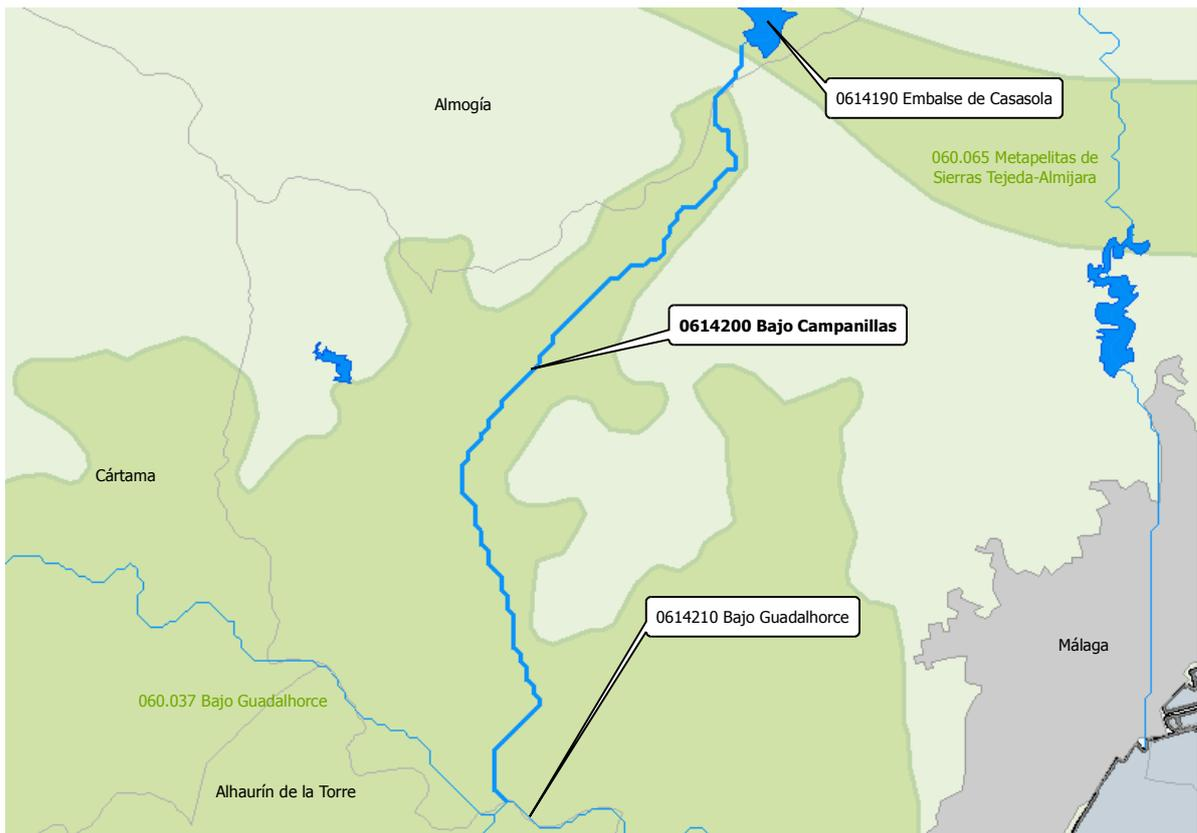 Almogía
0614190 Embalse de Casasola
060.065 Metapelitas de
Sierras Tejeda-Almijara
0614200 Bajo Campanillas
Cártama
0614210 Bajo Guadalhorce
Málaga
060.037 Bajo Guadalhorce
Alhaurín de la Torre